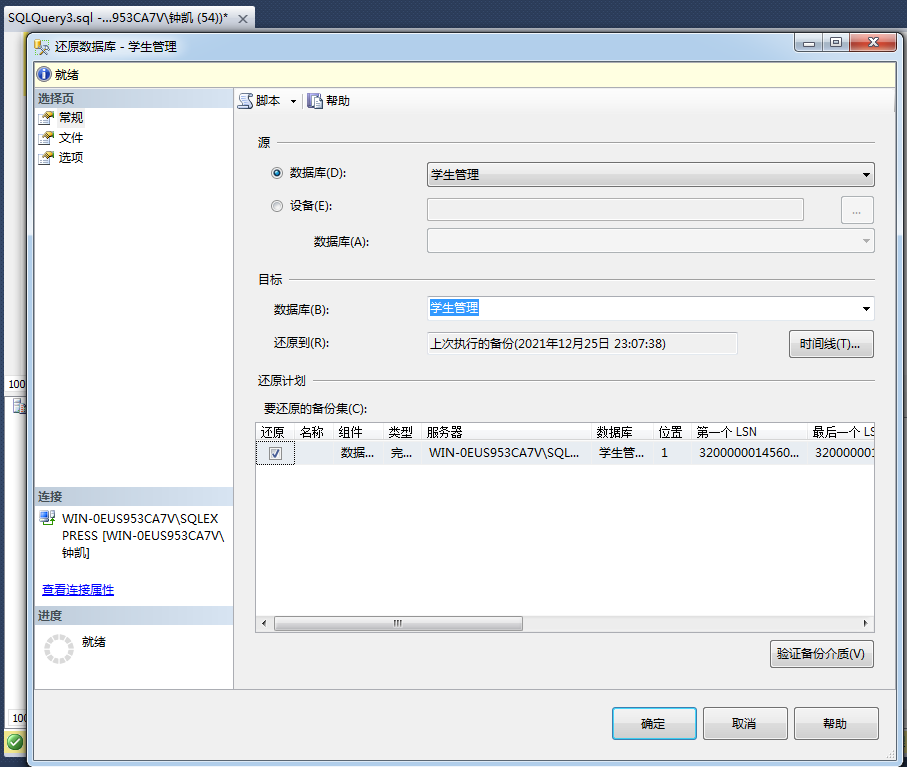 SQLQuery3.sql -...953CA7V\钟凯 (54))*
还原数据库 - 学生管理
就绪
选择页
常规
文件
选项
脚本 帮助
源
数据库(D): 学生管理
设备(E): ...
数据库(A):
目标
数据库(B): 学生管理
还原到(R): 上次执行的备份(2021年12月25日 23:07:38) 时间线(T)...
还原计划
要还原的备份集(C):
还原 名称 组件 类型 服务器 数据库 位置 第一个 LSN 最后一个 LS
数据... 完... WIN-0EUS953CA7V\SQL... 学生管... 1 3200000014560... 32000001
连接
WIN-0EUS953CA7V\SQLEX
PRESS [WIN-0EUS953CA7V\
钟凯]
查看连接属性
进度
就绪
验证备份介质(V)
确定 取消 帮助
100
100